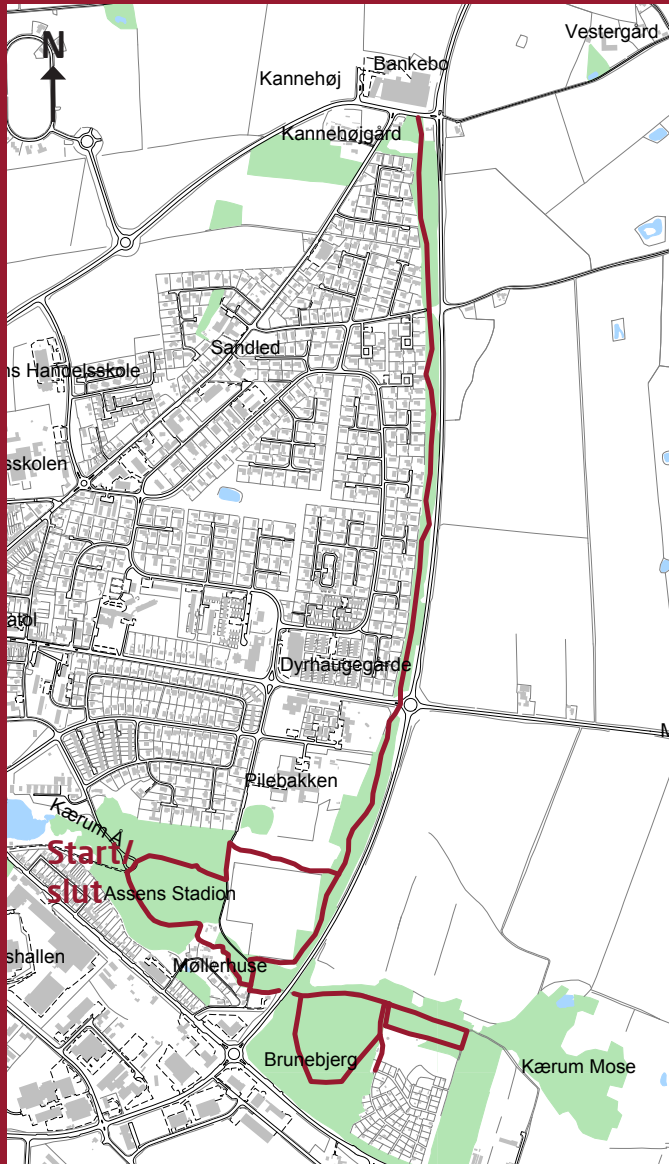 Vestergård
N
Bankebo
Kannehøj
Kannehøjgård
Sandled
ns Handelsskole
sskolen
Dyrhaugegårde
Pilebakken
Kærum Å
Start/
slut
Assens Stadion
shallen
Møllerhuse
Brunebjerg
Kærum Mose